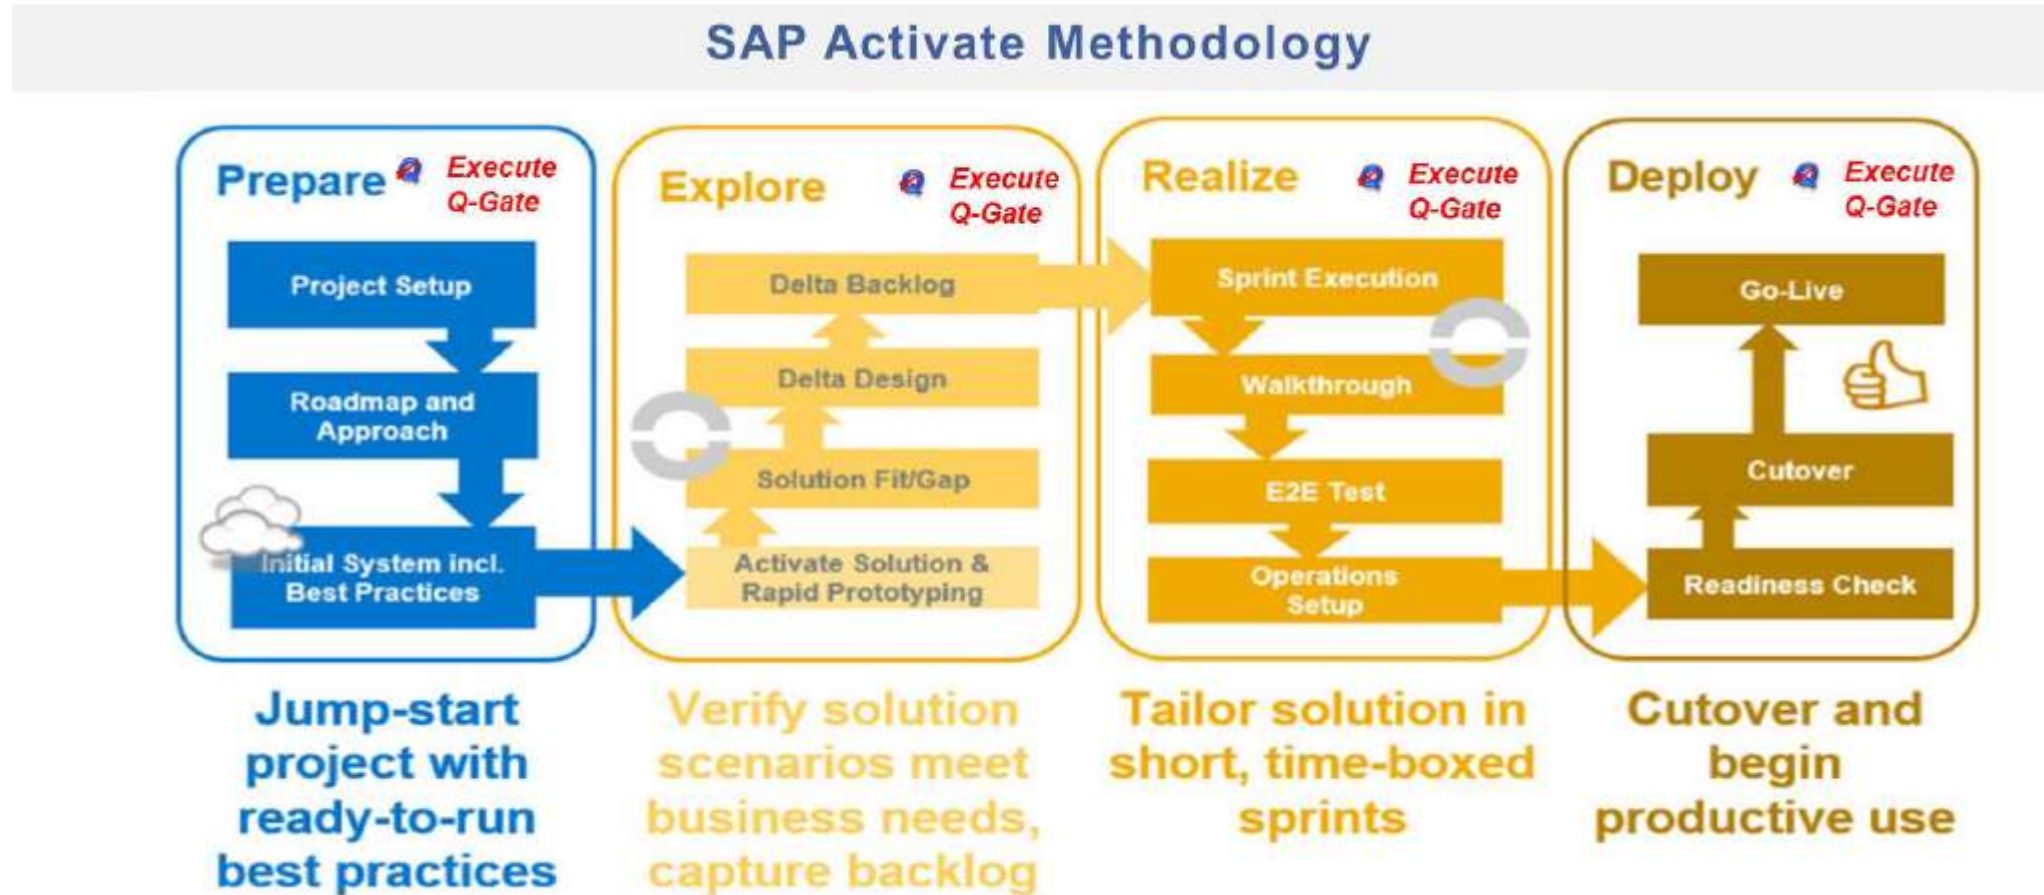 SAP Activate Methodology
Prepare
Execute
Q-Gate
Project Setup
Roadmap and
Approach
Initial System incl.
Best Practices
Jump-start
project with
ready-to-run
best practices
Explore
Execute
Q-Gate
Delta Backlog
Delta Design
Solution Fit/Gap
Activate Solution &
Rapid Prototyping
Verify solution
scenarios meet
business needs,
capture backlog
Realize
Execute
Q-Gate
Sprint Execution
Walkthrough
E2E Test
Operations
Setup
Tailor solution in
short, time-boxed
sprints
Deploy
Execute
Q-Gate
Go-Live
Cutover
Readiness Check
Cutover and
begin
productive use